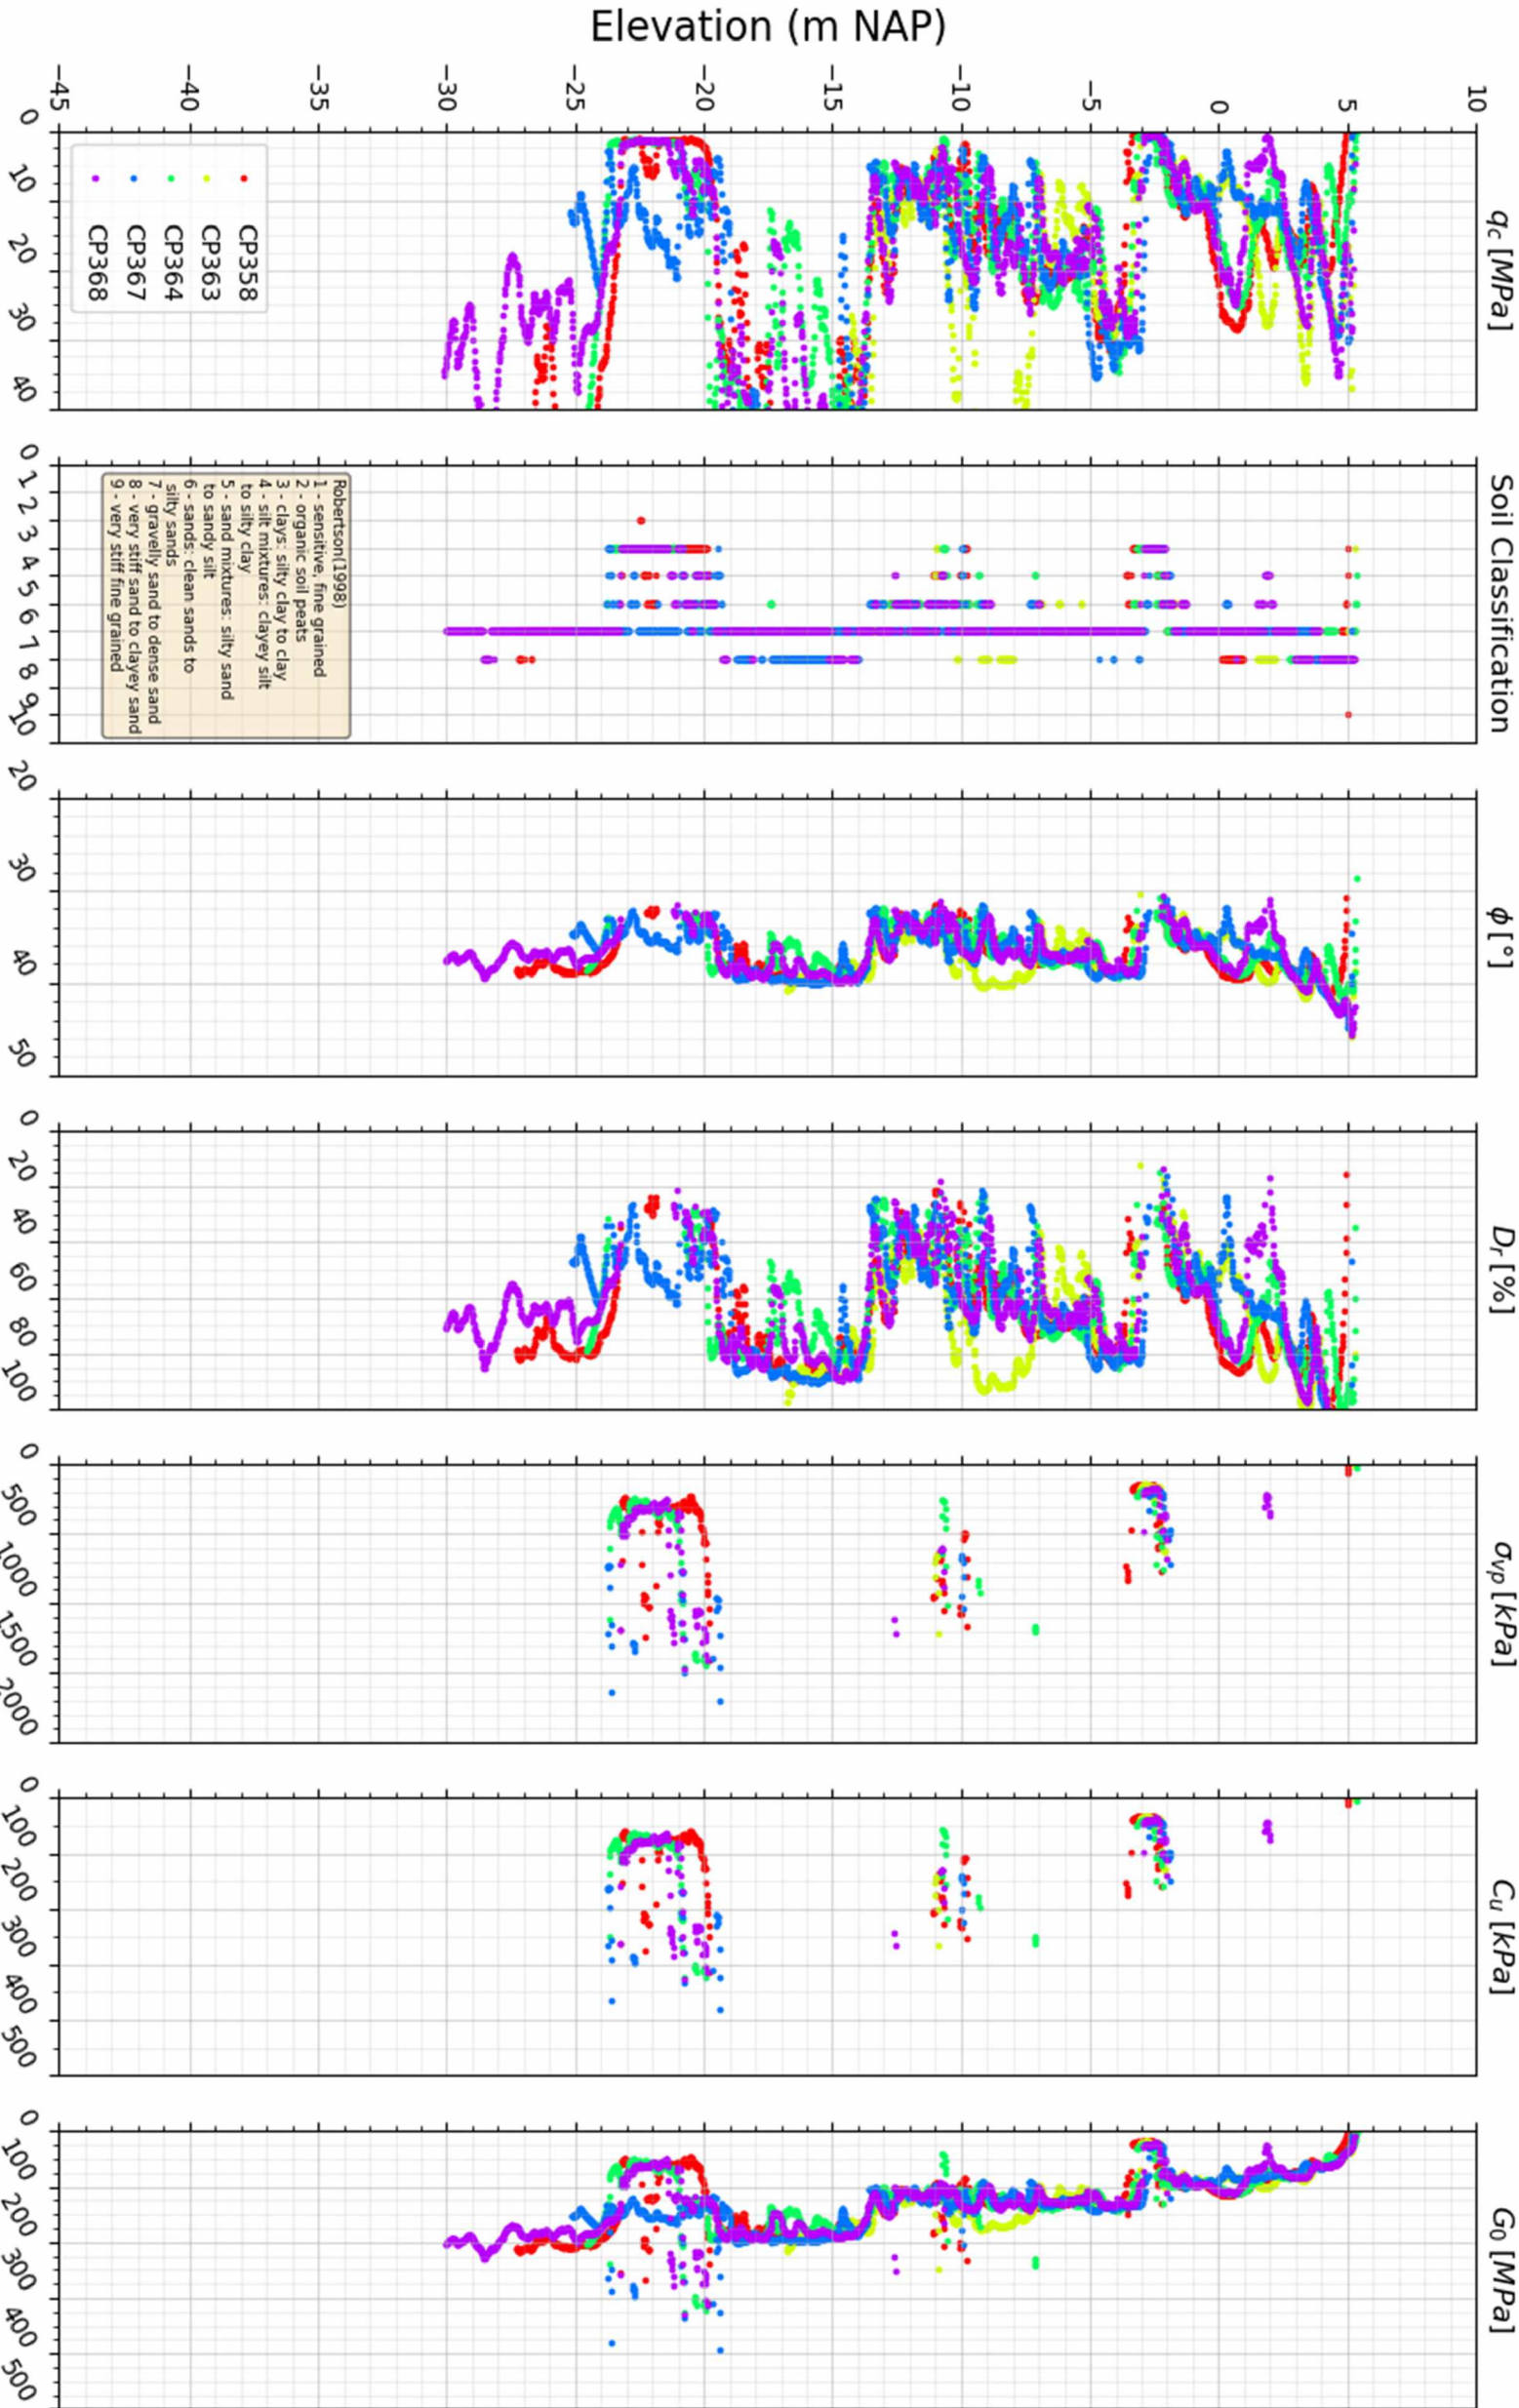 Elevation (m NAP)
10
5
0
−5
−10
−15
−20
−25
−30
−35
−40
−45
q_c [MPa]
0
10
20
30
40
CP358
CP363
CP364
CP367
CP368
Soil Classification
0
1
2
3
4
5
6
7
8
9
10
Robertson(1998)
1 - sensitive, fine grained
2 - organic soil peats
3 - clays: silty clay to clay
4 - silt mixtures: clayey silt
to silty clay
5 - sand mixtures: silty sand
to sandy silt
6 - sands: clean sands to
silty sands
7 - gravelly sand to dense sand
8 - very stiff sand to clayey sand
9 - very stiff fine grained
ϕ [°]
20
30
40
50
D_r [%]
0
20
40
60
80
100
σ_vp [kPa]
0
500
1000
1500
2000
C_u [kPa]
0
100
200
300
400
500
G_0 [MPa]
0
100
200
300
400
500